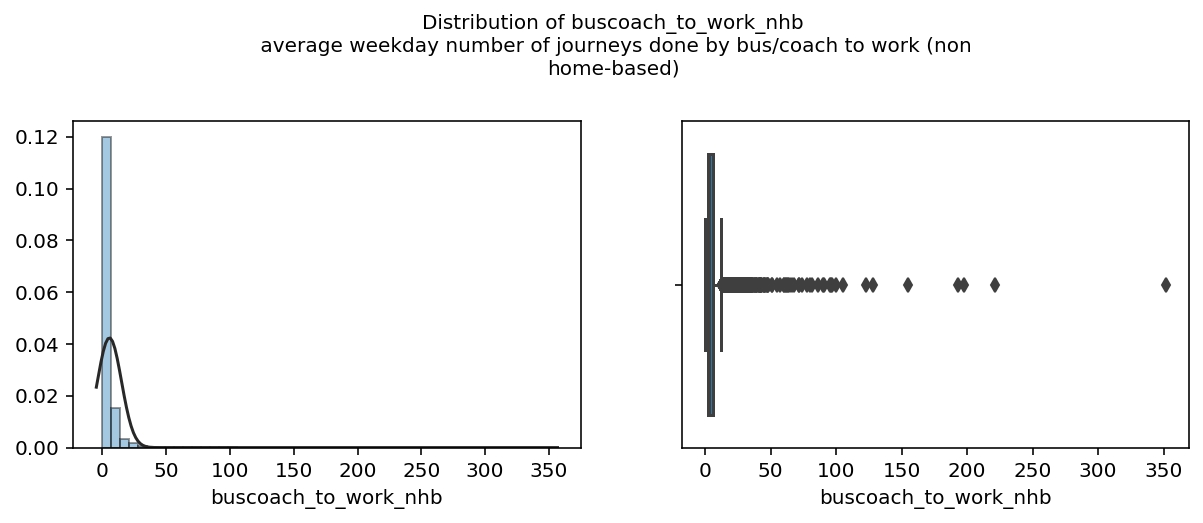 Distribution of buscoach_to_work_nhb
average weekday number of journeys done by bus/coach to work (non
home-based)
0.12
0.10
0.08
0.06
0.04
0.02
0.00
0 50 100 150 200 250 300 350
buscoach_to_work_nhb
0 50 100 150 200 250 300 350
buscoach_to_work_nhb